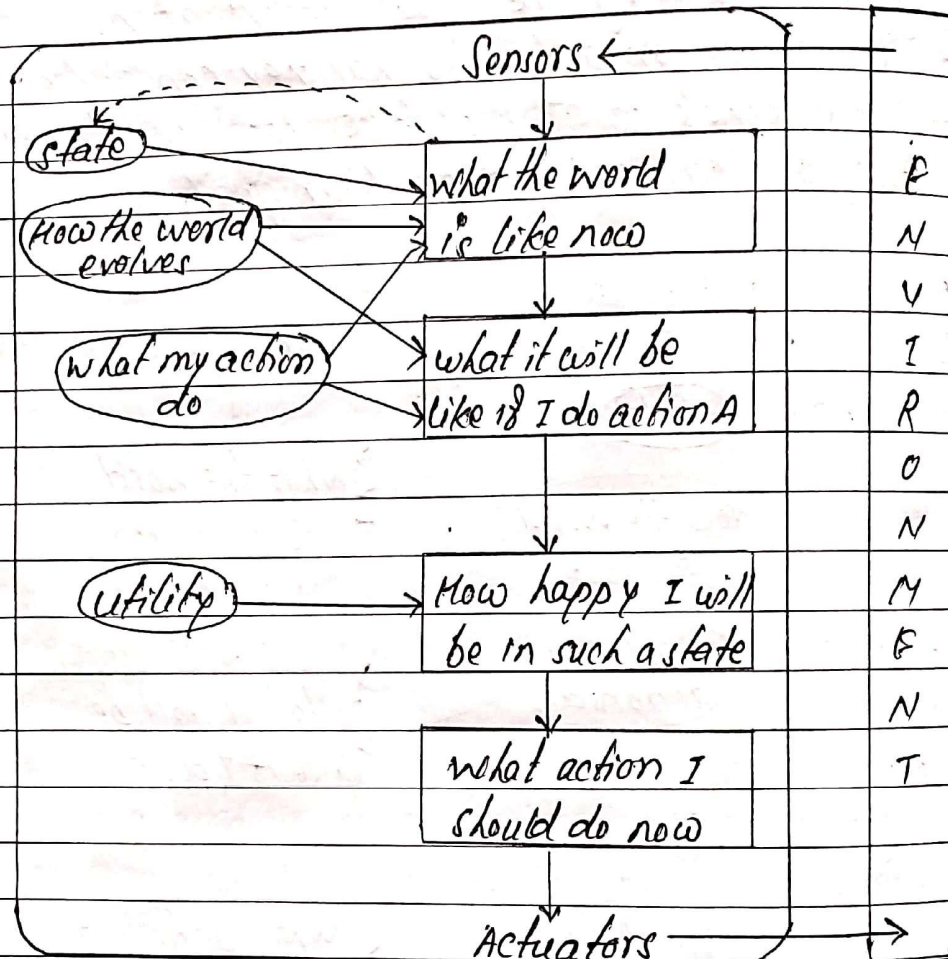 Sensors
state
what the world
is like now
How the world
evolves
what my action
do
what it will be
like if I do action A
utility
How happy I will
be in such a state
what action I
should do now
Actuators
E
N
V
I
R
O
N
M
E
N
T